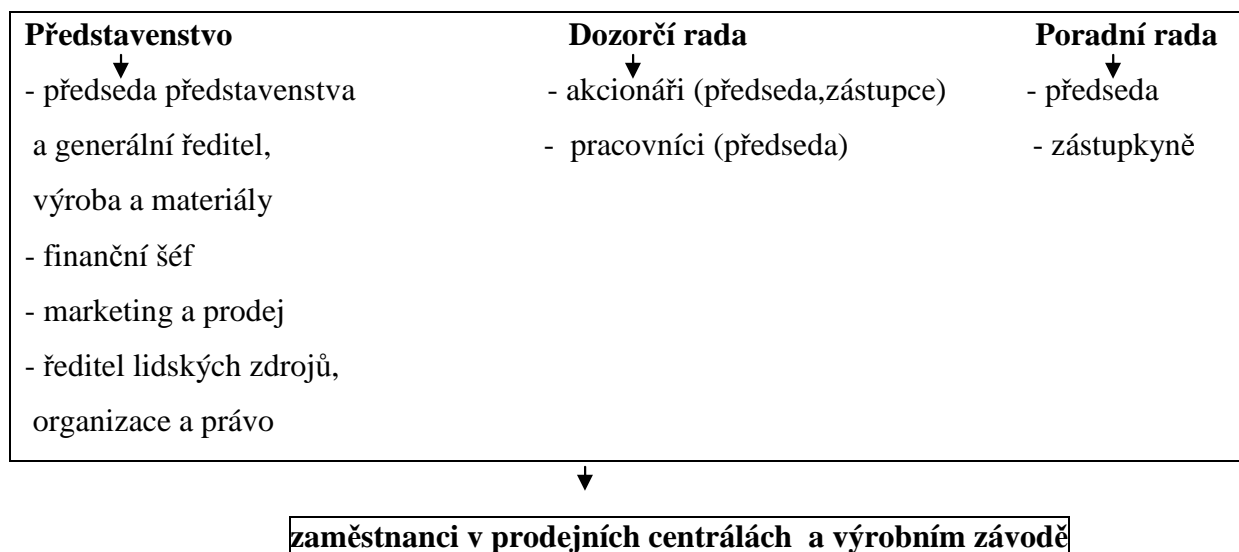 Představenstvo Dozorčí rada Poradní rada
- předseda představenstva - akcionáři (předseda,zástupce) - předseda
a generální ředitel, - pracovníci (předseda) - zástupkyně
výroba a materiály
- finanční šéf
- marketing a prodej
- ředitel lidských zdrojů,
organizace a právo
zaměstnanci v prodejních centrálách a výrobním závodě